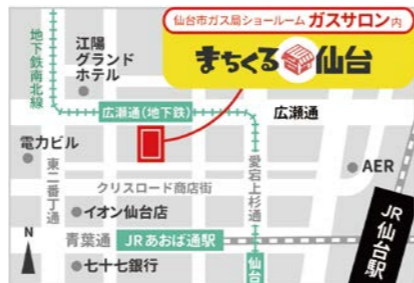 仙台市ガス局ショールーム ガスサロン内
まちくる仙台
地下鉄南北線
江陽
グランド
ホテル
広瀬通(地下鉄)
広瀬通
電力ビル
東二番丁通
愛宕上杉通
AER
クリスロード商店街
イオン仙台店
N
青葉通
JRあおば通駅
JR仙台駅
七十七銀行
仙台